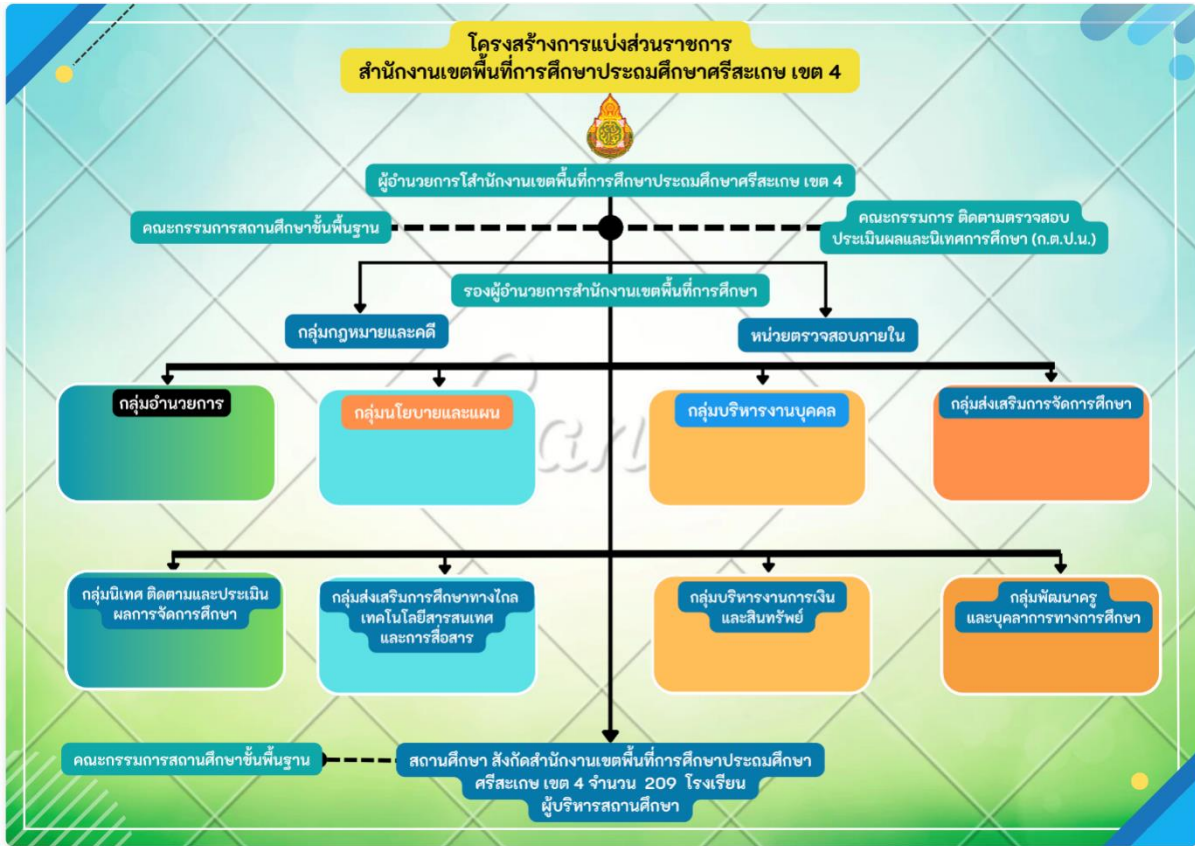 โครงสร้างการแบ่งส่วนราชการ
สำนักงานเขตพื้นที่การศึกษาประถมศึกษาศรีสะเกษ เขต 4
ผู้อำนวยการโสำนักงานเขตพื้นที่การศึกษาประถมศึกษาศรีสะเกษ เขต 4
คณะกรรมการสถานศึกษาขั้นพื้นฐาน
คณะกรรมการ ติดตามตรวจสอบ
ประเมินผลและนิเทศการศึกษา (ก.ต.ป.น.)
รองผู้อำนวยการสำนักงานเขตพื้นที่การศึกษา
กลุ่มกฎหมายและคดี
หน่วยตรวจสอบภายใน
กลุ่มอำนวยการ
กลุ่มนโยบายและแผน
กลุ่มบริหารงานบุคคล
กลุ่มส่งเสริมการจัดการศึกษา
กลุ่มนิเทศ ติดตามและประเมิน
ผลการจัดการศึกษา
กลุ่มส่งเสริมการศึกษาทางไกล
เทคโนโลยีสารสนเทศ
และการสื่อสาร
กลุ่มบริหารงานการเงิน
และสินทรัพย์
กลุ่มพัฒนาครู
และบุคลาการทางการศึกษา
คณะกรรมการสถานศึกษาขั้นพื้นฐาน
สถานศึกษา สังกัดสำนักงานเขตพื้นที่การศึกษาประถมศึกษา
ศรีสะเกษ เขต 4 จำนวน 209 โรงเรียน
ผู้บริหารสถานศึกษา